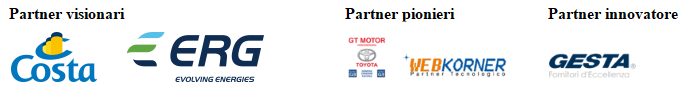 Partner visionari
Costa
ERG
EVOLVING ENERGIES
Partner pionieri
GT MOTOR
TOYOTA
WEBKORNER
Partner Tecnologico
Partner innovatore
GESTA®
Fornitori d'Eccellenza